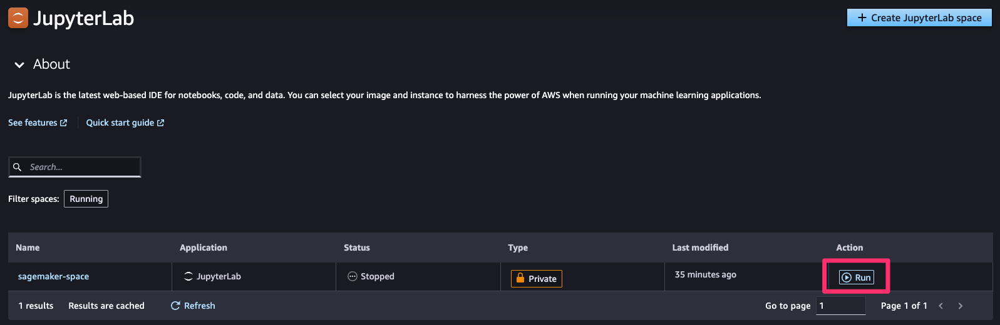 JupyterLab
+ Create JupyterLab space
About
JupyterLab is the latest web-based IDE for notebooks, code, and data. You can select your image and instance to harness the power of AWS when running your machine learning applications.
See features Quick start guide
Search...
Filter spaces: Running
Name Application Status Type Last modified Action
sagemaker-space JupyterLab Stopped Private 35 minutes ago Run
1 results Results are cached Refresh Go to page 1 Page 1 of 1